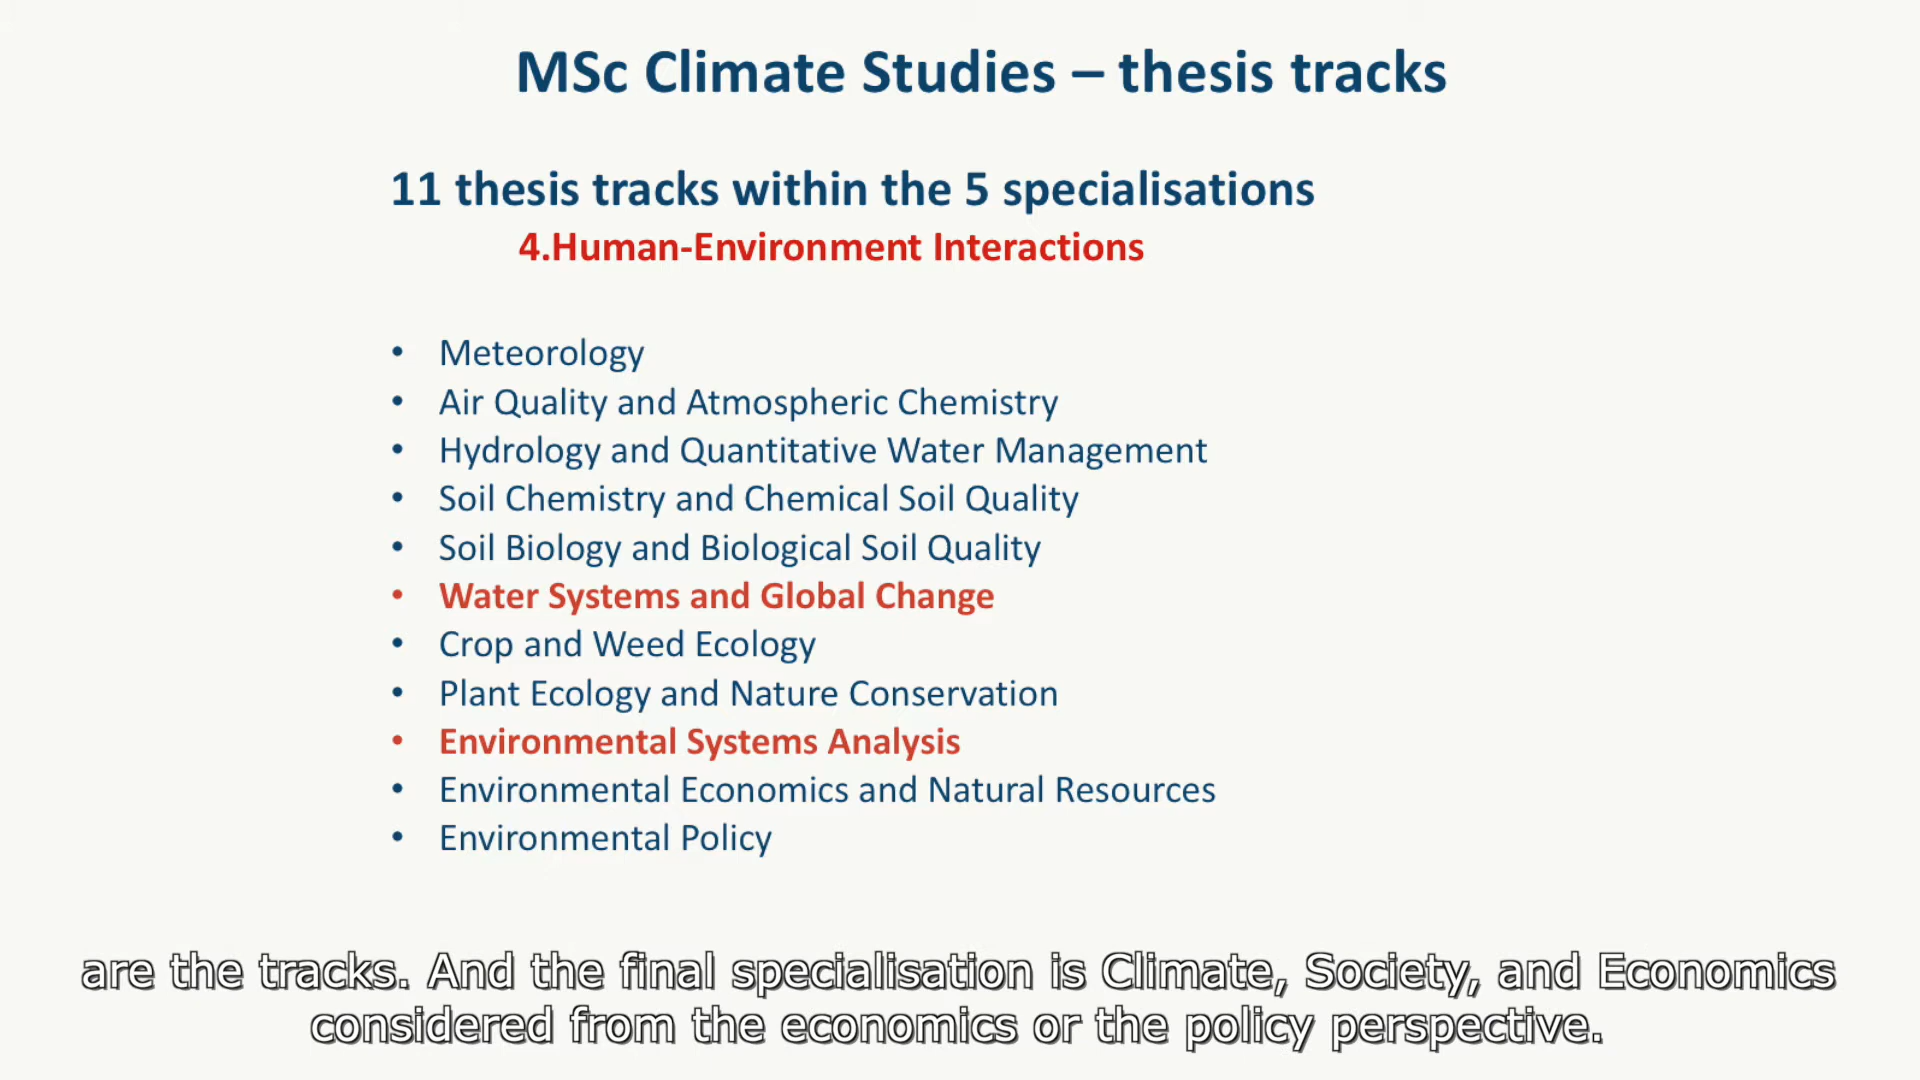 MSc Climate Studies – thesis tracks
11 thesis tracks within the 5 specialisations
4.Human-Environment Interactions
• Meteorology
• Air Quality and Atmospheric Chemistry
• Hydrology and Quantitative Water Management
• Soil Chemistry and Chemical Soil Quality
• Soil Biology and Biological Soil Quality
• Water Systems and Global Change
• Crop and Weed Ecology
• Plant Ecology and Nature Conservation
• Environmental Systems Analysis
• Environmental Economics and Natural Resources
• Environmental Policy
are the tracks. And the final specialisation is Climate, Society, and Economics
considered from the economics or the policy perspective.